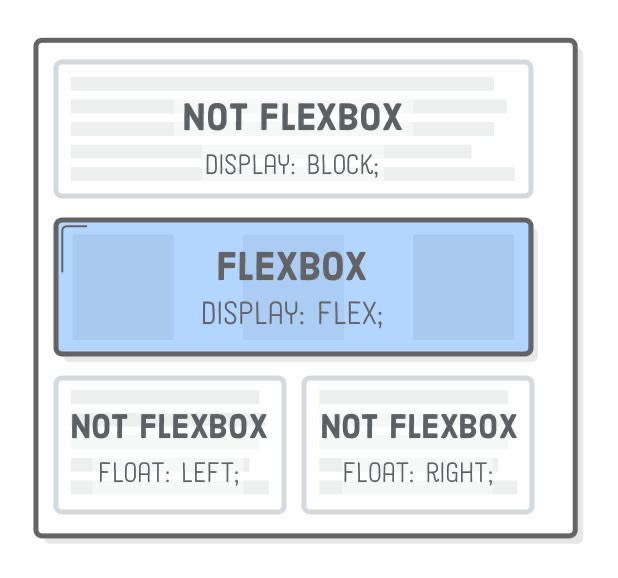 NOT FLEXBOX
DISPLAY: BLOCK;
FLEXBOX
DISPLAY: FLEX;
NOT FLEXBOX
FLOAT: LEFT;
NOT FLEXBOX
FLOAT: RIGHT;